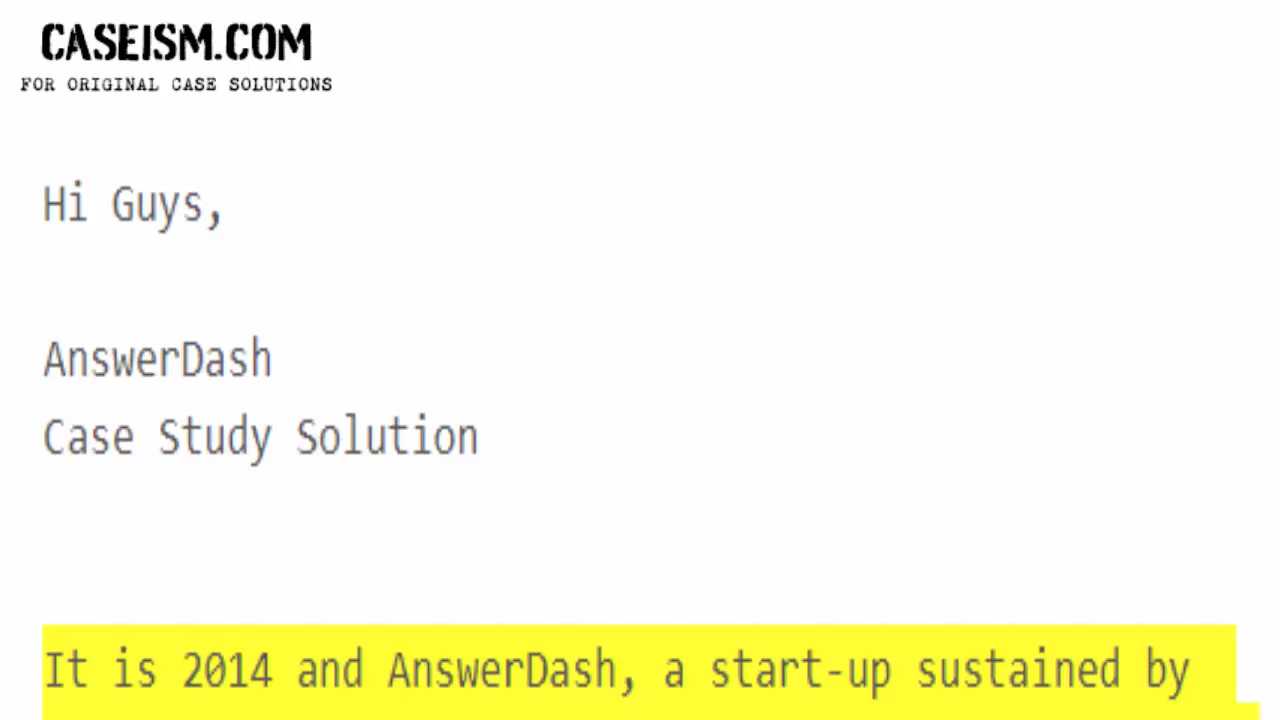 CASEISM.COM
FOR ORIGINAL CASE SOLUTIONS
Hi Guys,
AnswerDash
Case Study Solution
It is 2014 and AnswerDash, a start-up sustained by